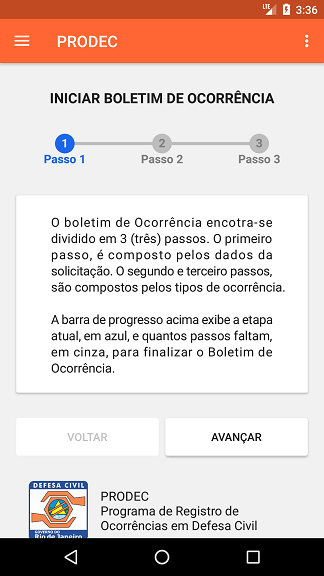 LTE 3:36
PRODEC
INICIAR BOLETIM DE OCORRÊNCIA
1 2 3
Passo 1 Passo 2 Passo 3
O boletim de Ocorrência encotra-se
dividido em 3 (três) passos. O primeiro
passo, é composto pelos dados da
solicitação. O segundo e terceiro passos,
são compostos pelos tipos de ocorrência.
A barra de progresso acima exibe a etapa
atual, em azul, e quantos passos faltam,
em cinza, para finalizar o Boletim de
Ocorrência.
VOLTAR AVANÇAR
DEFESA CIVIL
GOVERNO DO
Rio de Janeiro
PRODEC
Programa de Registro de
Ocorrências em Defesa Civil